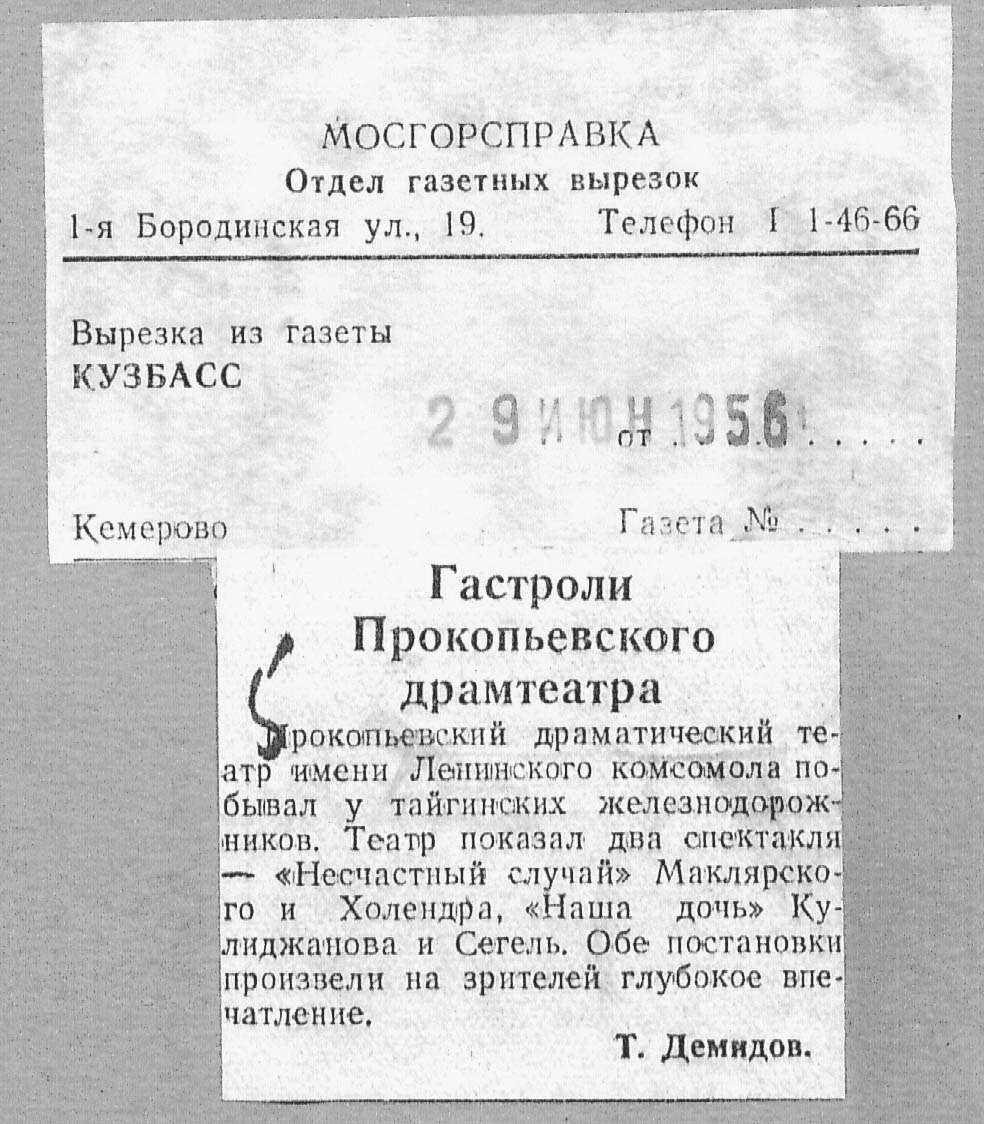 МОСГОРСПРАВКА
Отдел газетных вырезок
1-я Бородинская ул., 19. Телефон Г 1-46-66
Вырезка из газеты
КУЗБАСС
29 ИЮН 1956
от . . . . . . . .
Кемерово Газета № . . . . .
Гастроли
Прокопьевского
драмтеатра
Прокопьевский драматический те-
атр имени Ленинского комсомола по-
бывал у тайгинских железнодорож-
ников. Театр показал два спектакля
— «Несчастный случай» Маклярско-
го и Холендра, «Наша дочь» Ку-
лиджанова и Сегель. Обе постановки
произвели на зрителей глубокое впе-
чатление.
Т. Демидов.